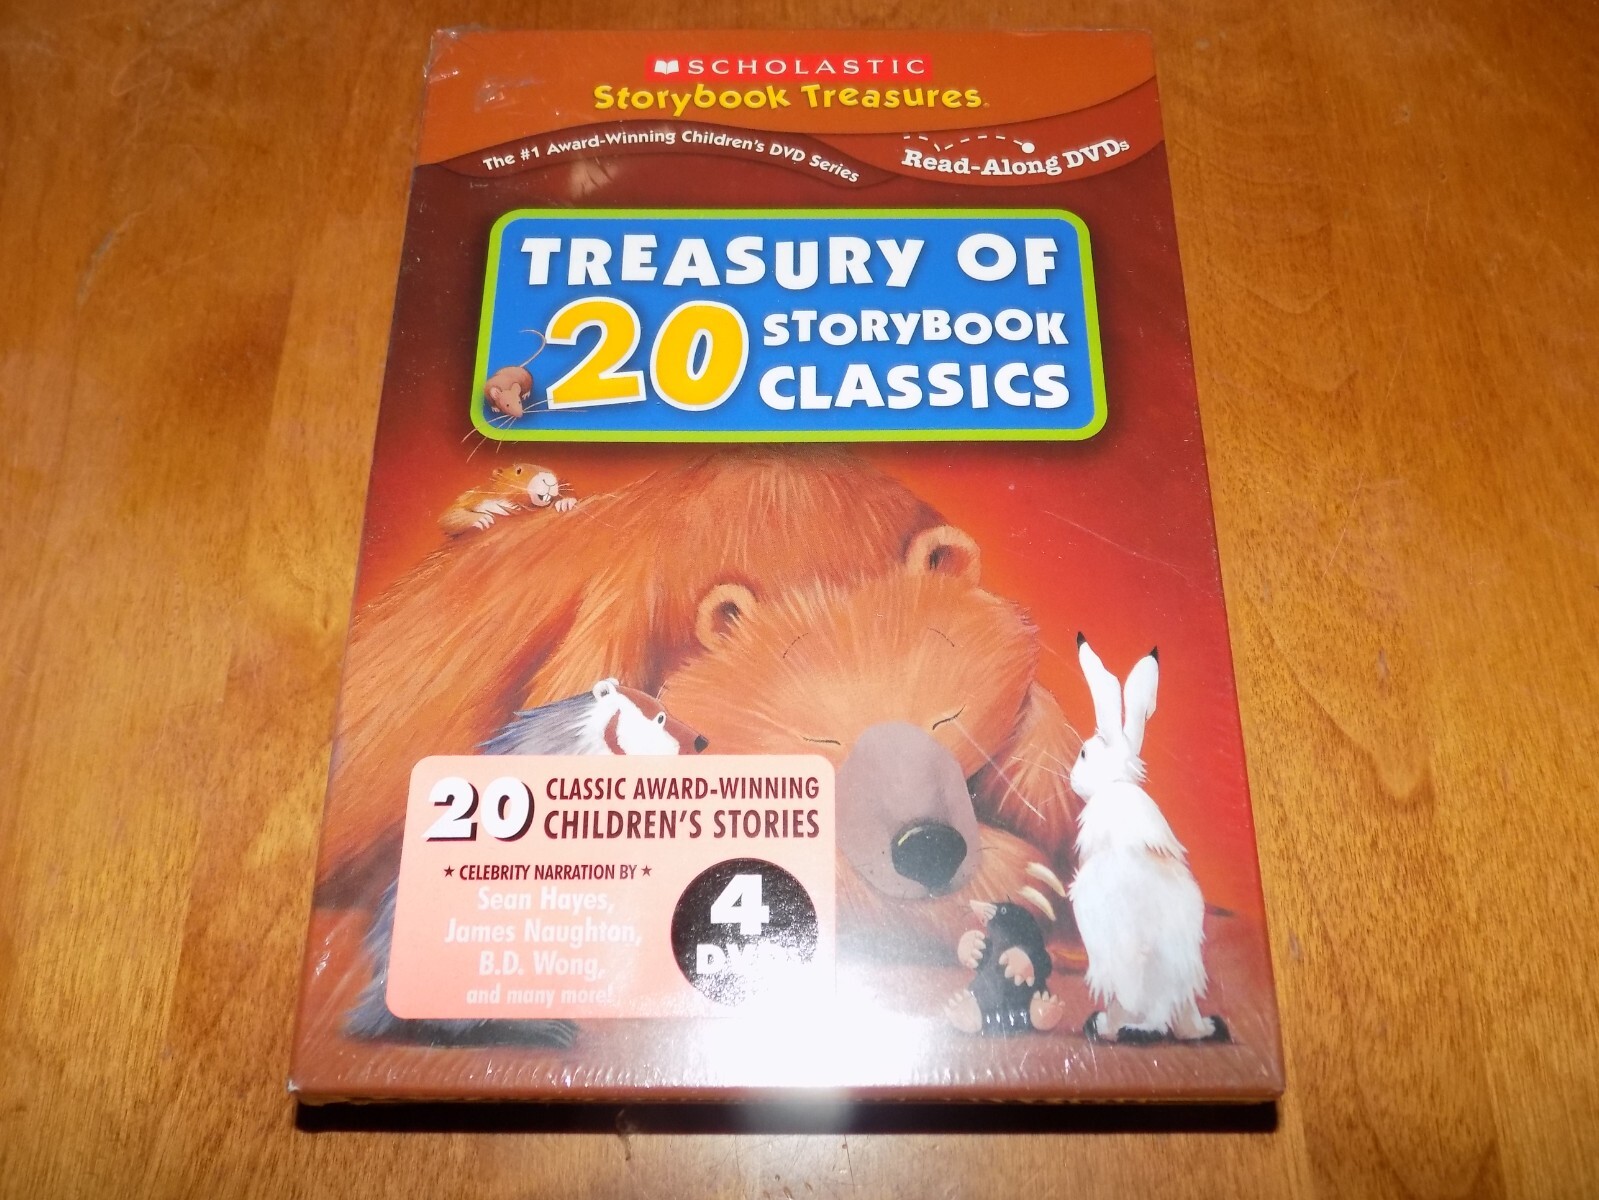 SCHOLASTIC
Storybook Treasures.
The #1 Award-Winning Children's DVD Series
Read-Along DVDs
TREASURY OF
20 STORYBOOK
CLASSICS
20 CLASSIC AWARD-WINNING
CHILDREN'S STORIES
★ CELEBRITY NARRATION BY ★
Sean Hayes,
James Naughton,
B.D. Wong,
and many more!
4